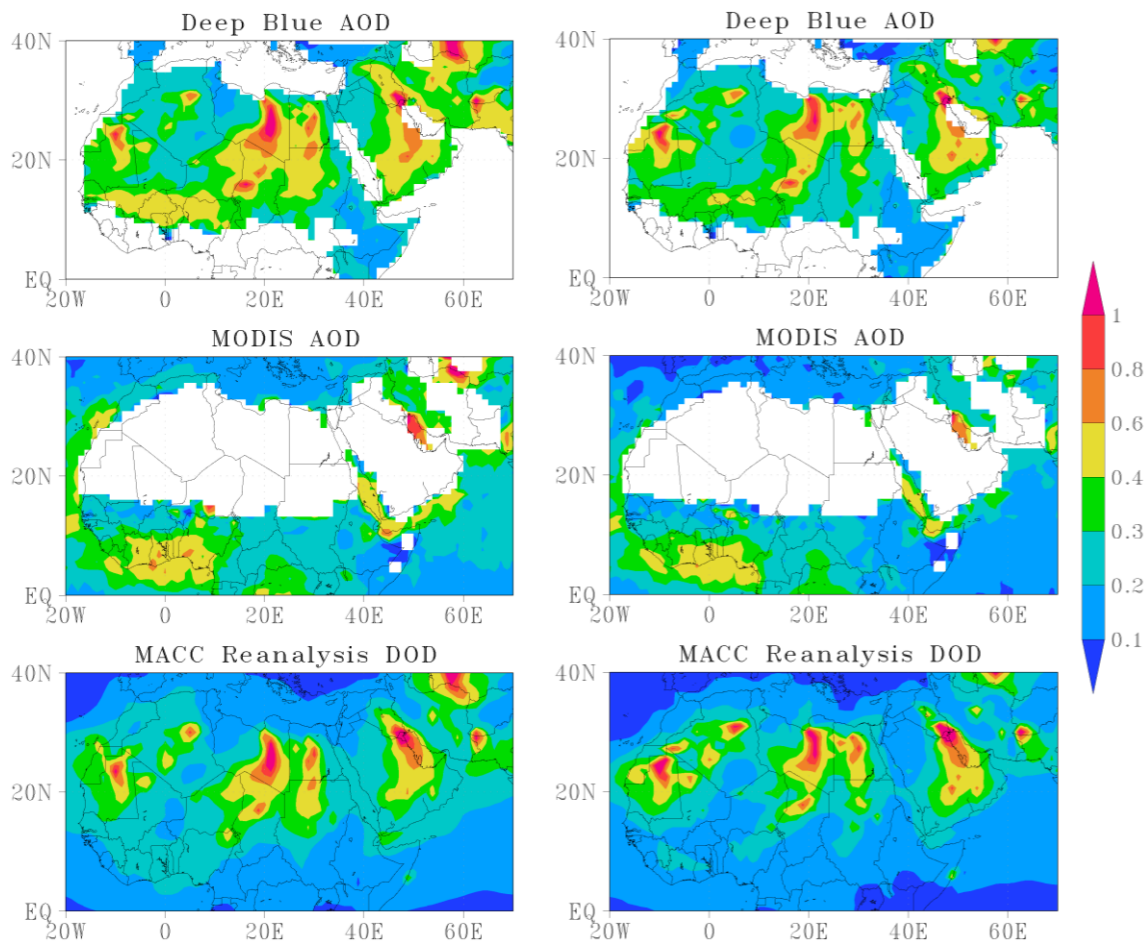 Deep Blue AOD
40N
20N
EQ
20W 0 20E 40E 60E
Deep Blue AOD
40N
20N
EQ
20W 0 20E 40E 60E
MODIS AOD
40N
20N
EQ
20W 0 20E 40E 60E
MODIS AOD
40N
20N
EQ
20W 0 20E 40E 60E
MACC Reanalysis DOD
40N
20N
EQ
20W 0 20E 40E 60E
MACC Reanalysis DOD
40N
20N
EQ
20W 0 20E 40E 60E
1
0.8
0.6
0.4
0.3
0.2
0.1